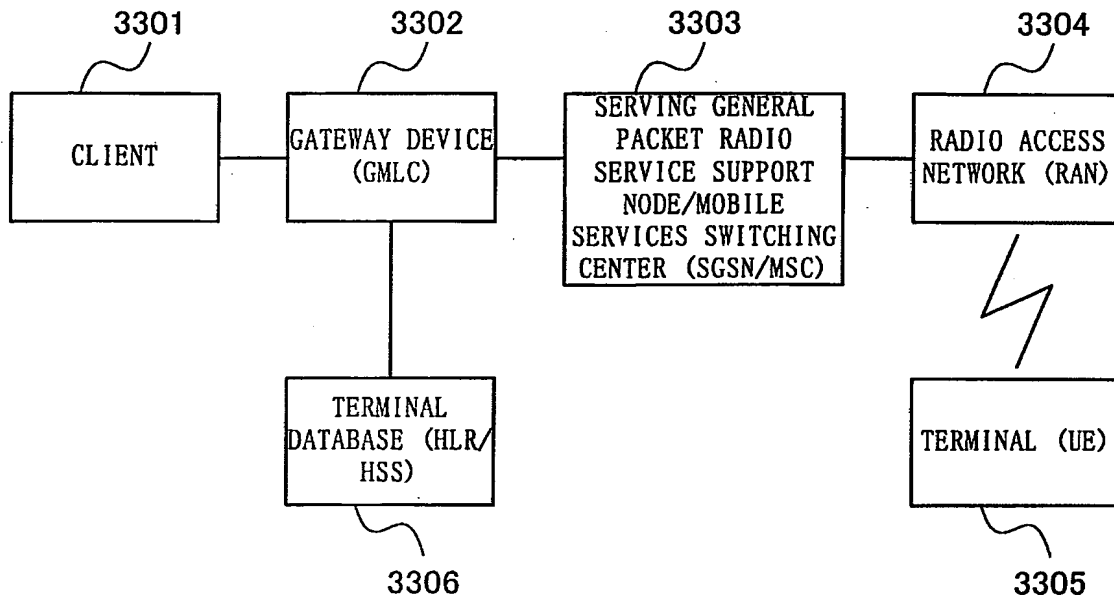 3301
3302
3303
3304
CLIENT
GATEWAY DEVICE
(GMLC)
SERVING GENERAL
PACKET RADIO
SERVICE SUPPORT
NODE/MOBILE
SERVICES SWITCHING
CENTER (SGSN/MSC)
RADIO ACCESS
NETWORK (RAN)
TERMINAL
DATABASE (HLR/
HSS)
TERMINAL (UE)
3306
3305